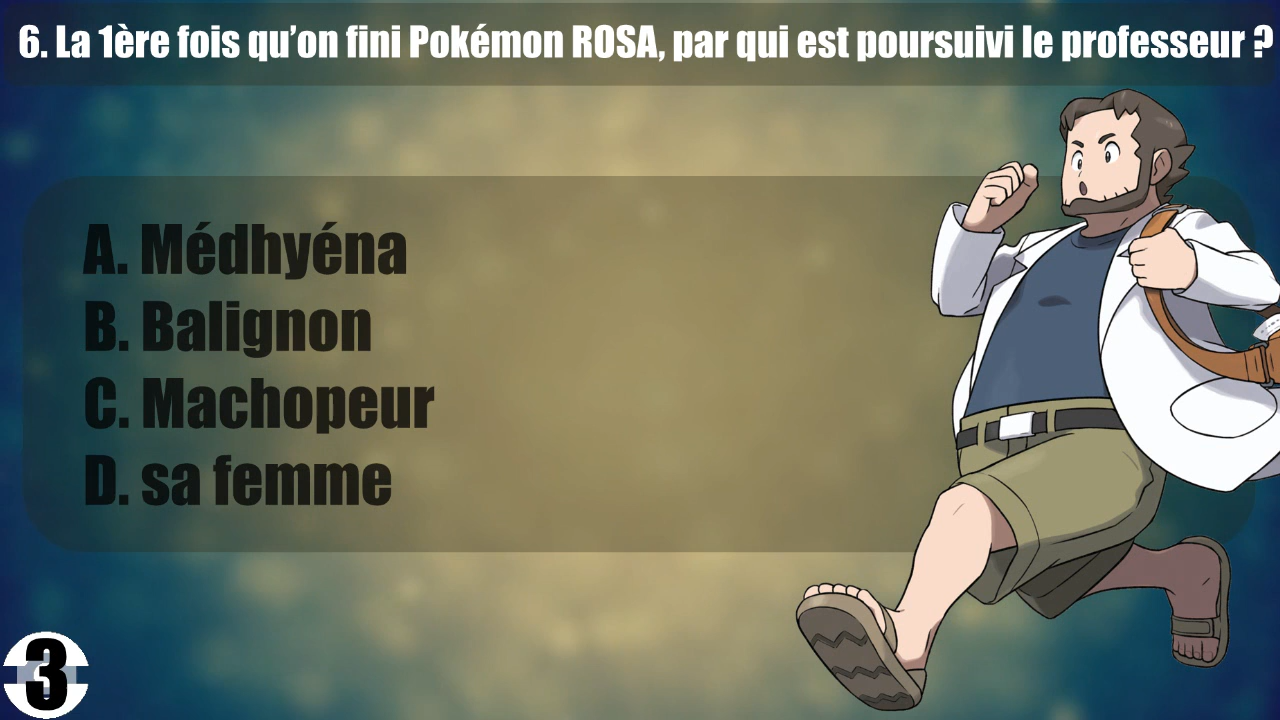 6. La 1ère fois qu’on fini Pokémon ROSA, par qui est poursuivi le professeur ?
A. Médhyéna
B. Balignon
C. Machopeur
D. sa femme
3